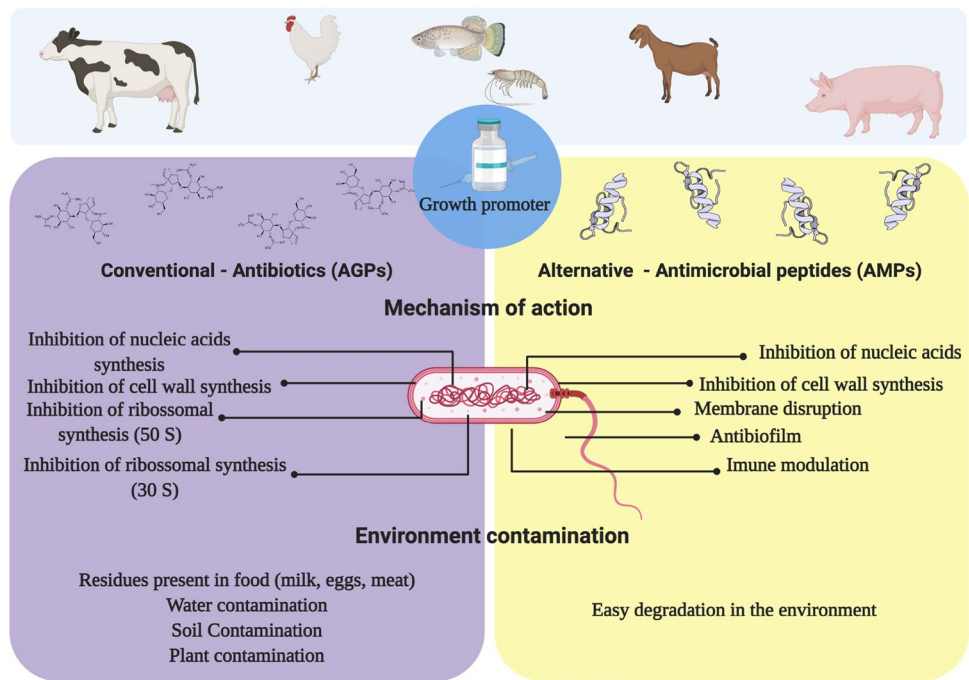 Growth promoter
Conventional - Antibiotics (AGPs)
Alternative - Antimicrobial peptides (AMPs)
Mechanism of action
Inhibition of nucleic acids
synthesis
Inhibition of cell wall synthesis
Inhibition of ribossomal
synthesis (50 S)
Inhibition of ribossomal synthesis
(30 S)
Inhibition of nucleic acids
Inhibition of cell wall synthesis
Membrane disruption
Antibiofilm
Imune modulation
Environment contamination
Residues present in food (milk, eggs, meat)
Water contamination
Soil Contamination
Plant contamination
Easy degradation in the environment